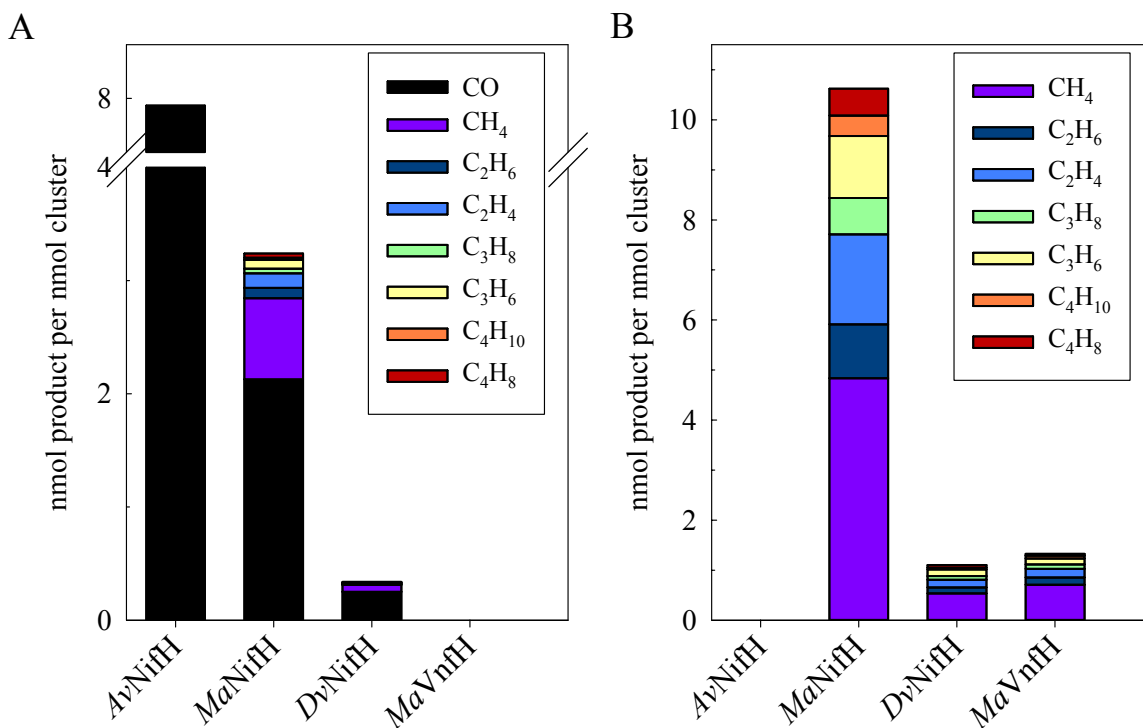 A
nmol product per nmol cluster
8
4
2
0
CO
CH₄
C₂H₆
C₂H₄
C₃H₈
C₃H₆
C₄H₁₀
C₄H₈
AvNifH
MaNifH
DvNifH
MaVnfH
B
nmol product per nmol cluster
10
8
6
4
2
0
CH₄
C₂H₆
C₂H₄
C₃H₈
C₃H₆
C₄H₁₀
C₄H₈
AvNifH
MaNifH
DvNifH
MaVnfH